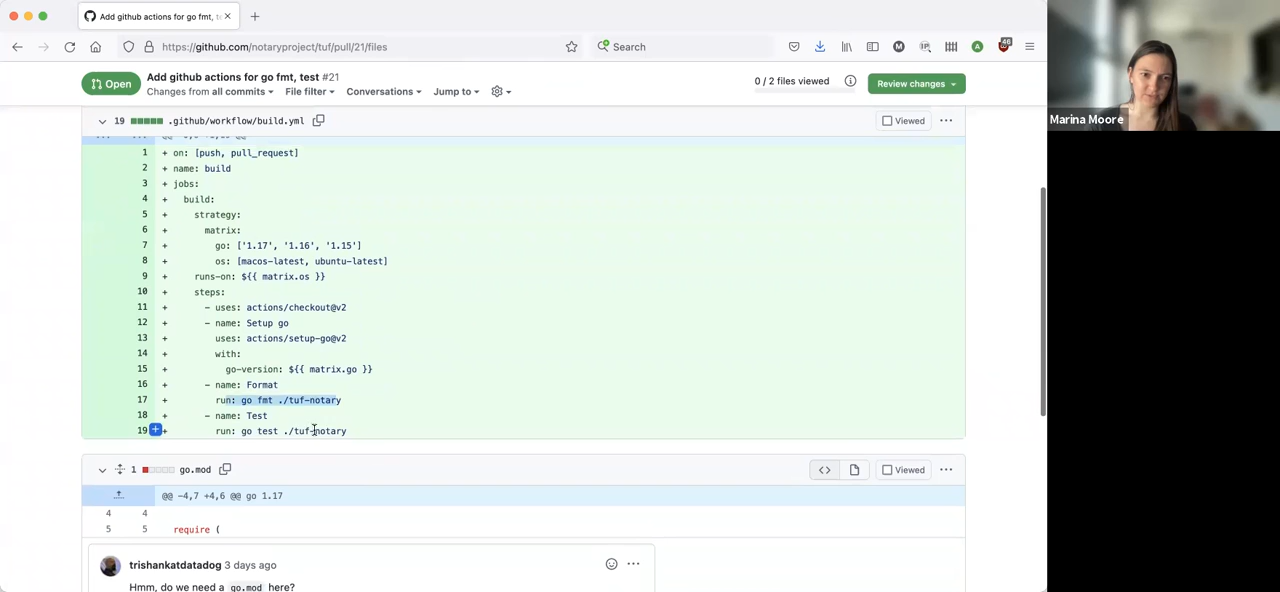 Add github actions for go fmt, t
https://github.com/notaryproject/tuf/pull/21/files
Search
46
Open
Add github actions for go fmt, test #21
Changes from all commits
File filter
Conversations
Jump to
0 / 2 files viewed
Review changes
19 .github/workflow/build.yml
Viewed
1 + on: [push, pull_request]
2 + name: build
3 + jobs:
4 + build:
5 + strategy:
6 + matrix:
7 + go: ['1.17', '1.16', '1.15']
8 + os: [macos-latest, ubuntu-latest]
9 + runs-on: ${{ matrix.os }}
10 + steps:
11 + - uses: actions/checkout@v2
12 + - name: Setup go
13 + uses: actions/setup-go@v2
14 + with:
15 + go-version: ${{ matrix.go }}
16 + - name: Format
17 + run: go fmt ./tuf-notary
18 + - name: Test
19 + run: go test ./tuf-notary
1 go.mod
Viewed
@@ -4,7 +4,6 @@ go 1.17
4 4
5 5 require (
trishankatdatadog 3 days ago
Hmm, do we need a go.mod here?
Marina Moore